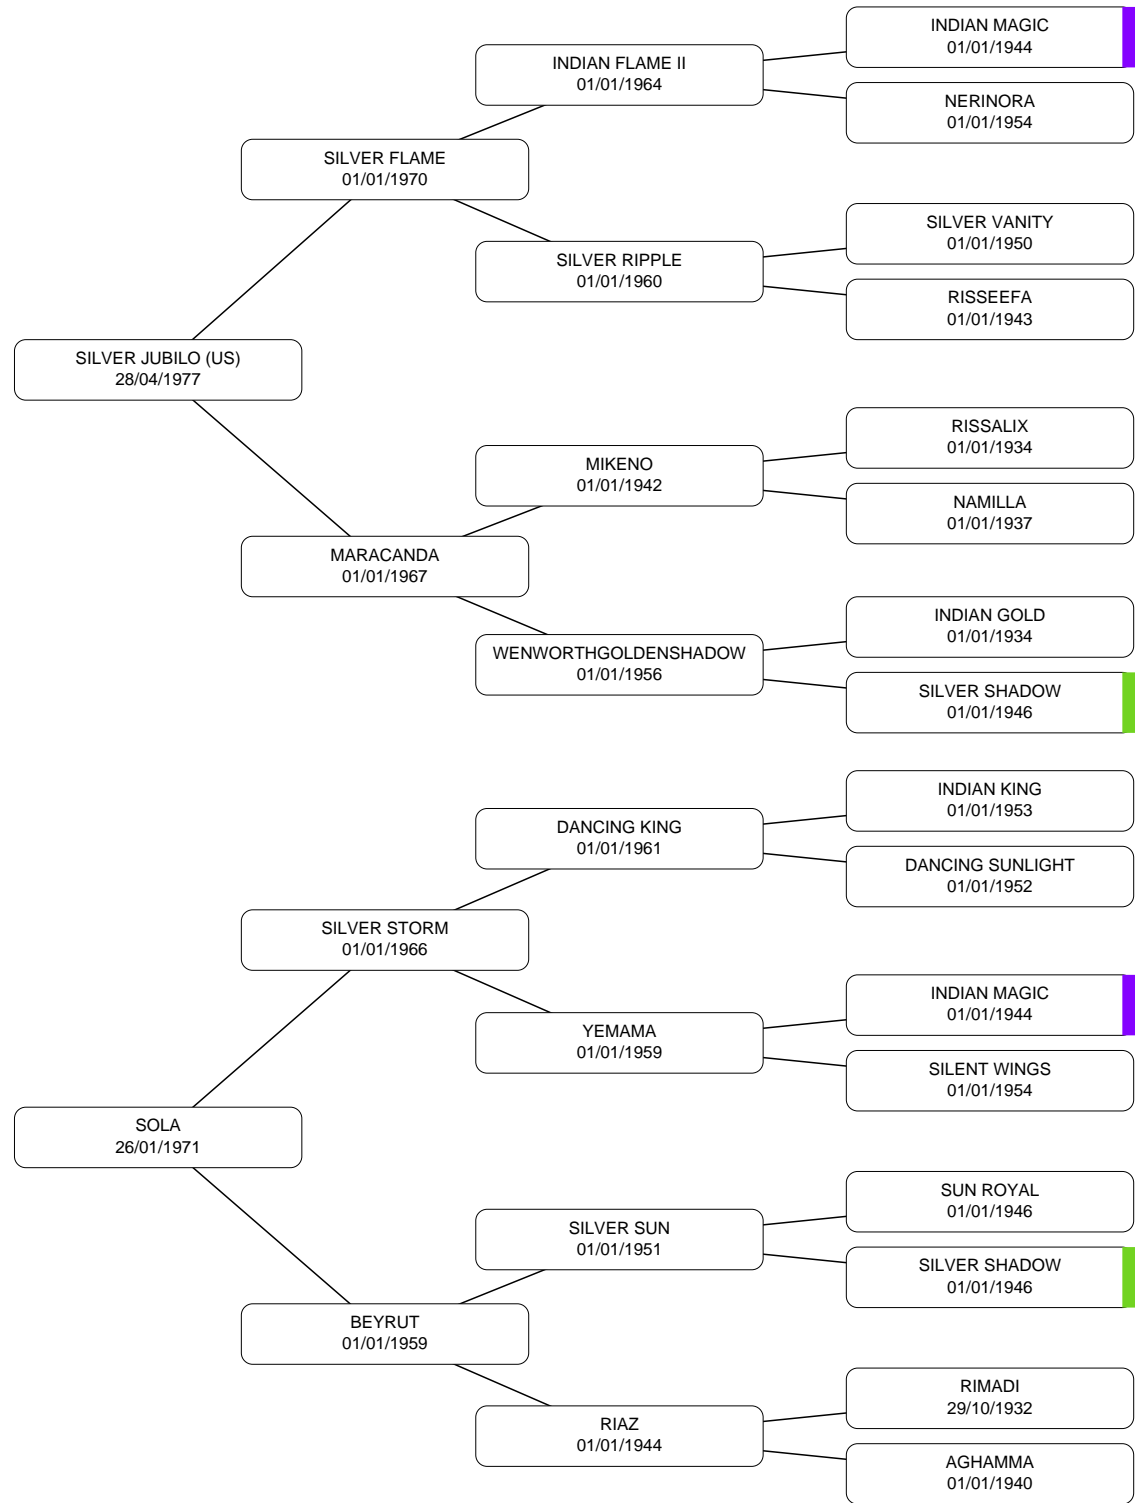 INDIAN MAGIC
01/01/1944
INDIAN FLAME II
01/01/1964
NERINORA
01/01/1954
SILVER FLAME
01/01/1970
SILVER VANITY
01/01/1950
SILVER RIPPLE
01/01/1960
RISSEEFA
01/01/1943
SILVER JUBILO (US)
28/04/1977
RISSALIX
01/01/1934
MIKENO
01/01/1942
NAMILLA
01/01/1937
MARACANDA
01/01/1967
INDIAN GOLD
01/01/1934
WENWORTHGOLDENSHADOW
01/01/1956
SILVER SHADOW
01/01/1946
INDIAN KING
01/01/1953
DANCING KING
01/01/1961
DANCING SUNLIGHT
01/01/1952
SILVER STORM
01/01/1966
INDIAN MAGIC
01/01/1944
YEMAMA
01/01/1959
SILENT WINGS
01/01/1954
SOLA
26/01/1971
SUN ROYAL
01/01/1946
SILVER SUN
01/01/1951
SILVER SHADOW
01/01/1946
BEYRUT
01/01/1959
RIMADI
29/10/1932
RIAZ
01/01/1944
AGHAMMA
01/01/1940